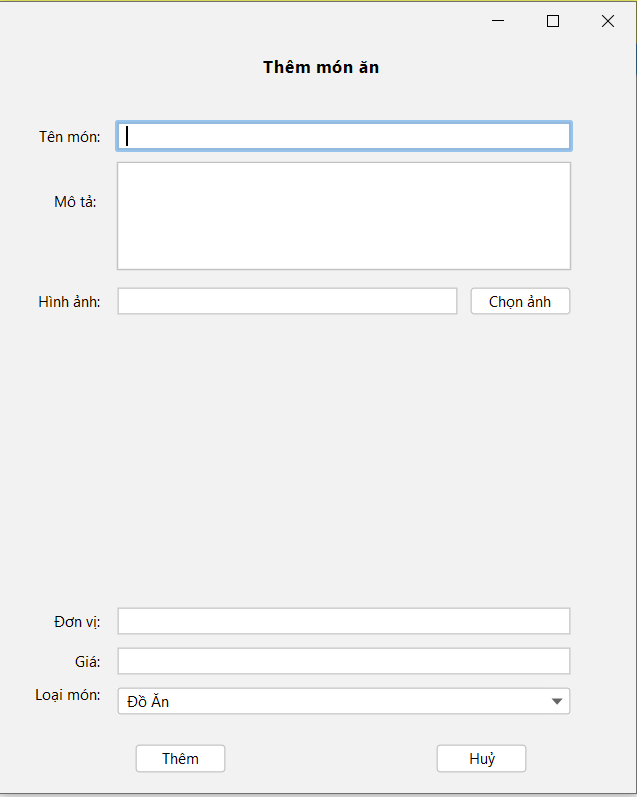 Thêm món ăn
Tên món:
Mô tả:
Hình ảnh:
Chọn ảnh
Đơn vị:
Giá:
Loại món:
Đồ Ăn
Thêm
Huỷ